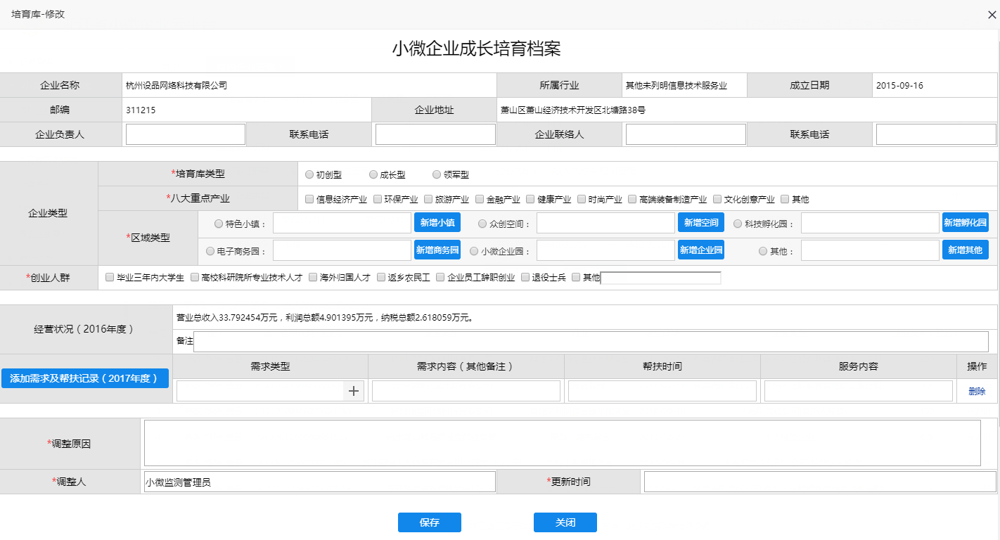 培育库-修改
小微企业成长培育档案
企业名称 杭州设品网络科技有限公司 所属行业 其他未列明信息技术服务业 成立日期 2015-09-16
邮编 311215 企业地址 萧山区萧山经济技术开发区北塘路38号
企业负责人 联系电话 企业联络人 联系电话
企业类型
*培育库类型 初创型 成长型 领军型
*八大重点产业 信息经济产业 环保产业 旅游产业 金融产业 健康产业 时尚产业 高端装备制造产业 文化创意产业 其他
*区域类型
特色小镇： 新增小镇 众创空间： 新增空间 科技孵化园： 新增孵化园
电子商务园： 新增商务园 小微企业园： 新增企业园 其他： 新增其他
*创业人群 毕业三年内大学生 高校科研院所专业技术人才 海外归国人才 返乡农民工 企业员工辞职创业 退役士兵 其他
经营状况（2016年度）
营业总收入33.792454万元，利润总额4.901395万元，纳税总额2.618059万元。
备注
添加需求及帮扶记录（2017年度）
需求类型 需求内容（其他备注） 帮扶时间 服务内容 操作
删除
*调整原因
*调整人 小微监测管理员 *更新时间
保存 关闭